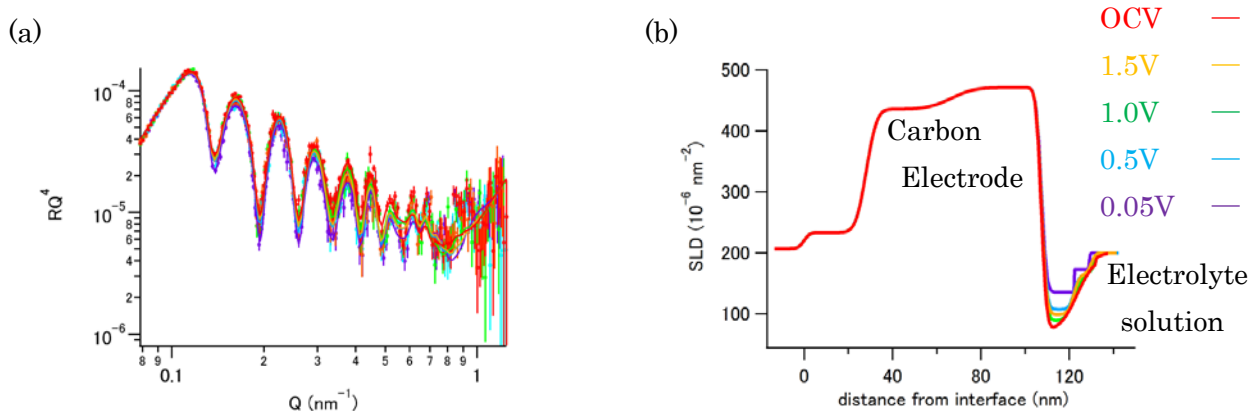 (a)
RQ⁴
10⁻⁴
8
6
4
2
10⁻⁵
8
6
4
2
10⁻⁶
8 9 2 3 4 5 6 7 8 9
0.1 1
Q (nm⁻¹)
(b)
SLD (10⁻⁶ nm⁻²)
500
400
300
200
100
0 40 80 120
distance from interface (nm)
Carbon
Electrode
Electrolyte
solution
OCV
1.5V
1.0V
0.5V
0.05V